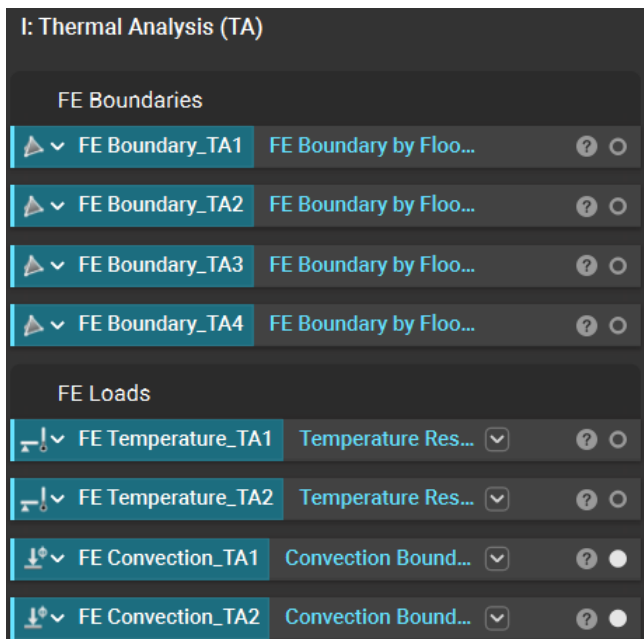 I: Thermal Analysis (TA)
FE Boundaries
FE Boundary_TA1 FE Boundary by Floo... ?
FE Boundary_TA2 FE Boundary by Floo... ?
FE Boundary_TA3 FE Boundary by Floo... ?
FE Boundary_TA4 FE Boundary by Floo... ?
FE Loads
FE Temperature_TA1 Temperature Res... ?
FE Temperature_TA2 Temperature Res... ?
FE Convection_TA1 Convection Bound... ?
FE Convection_TA2 Convection Bound... ?